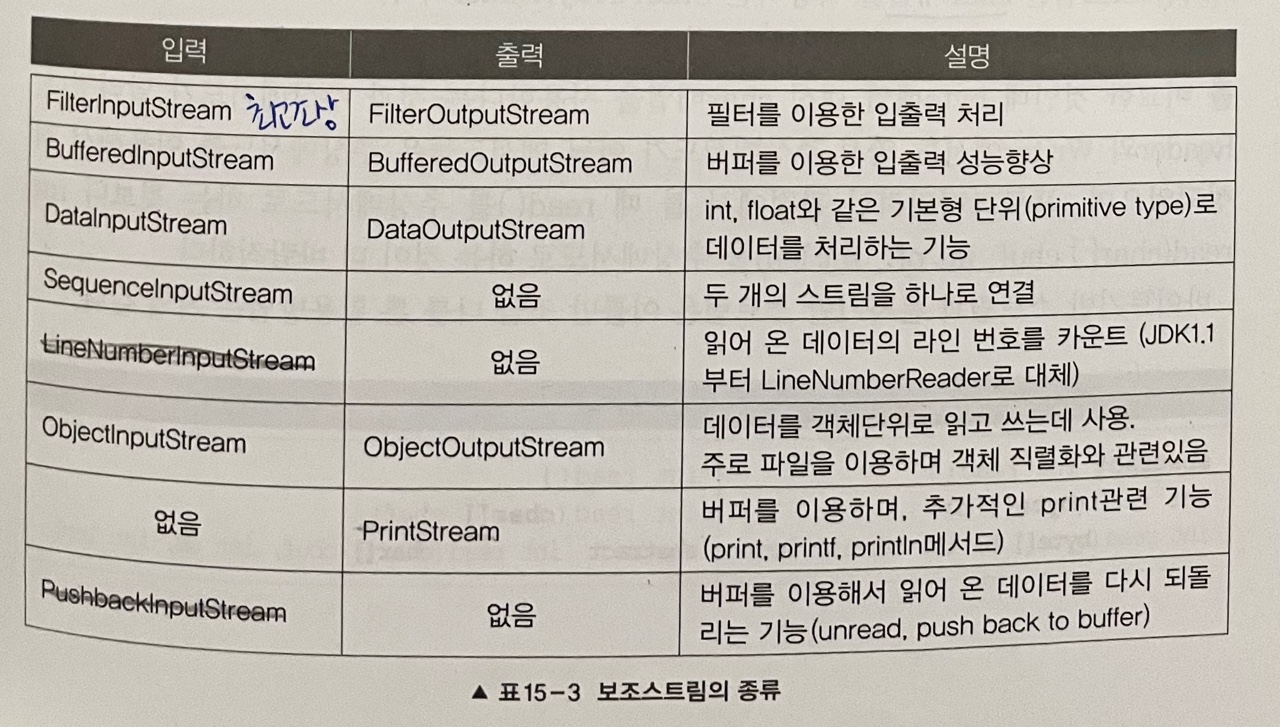 입력 출력 설명
FilterInputStream 최고조상 FilterOutputStream 필터를 이용한 입출력 처리
BufferedInputStream BufferedOutputStream 버퍼를 이용한 입출력 성능향상
DataInputStream DataOutputStream int, float와 같은 기본형 단위(primitive type)로
데이터를 처리하는 기능
SequenceInputStream 없음 두 개의 스트림을 하나로 연결
LineNumberInputStream 없음 읽어 온 데이터의 라인 번호를 카운트 (JDK1.1
부터 LineNumberReader로 대체)
ObjectInputStream ObjectOutputStream 데이터를 객체단위로 읽고 쓰는데 사용.
주로 파일을 이용하며 객체 직렬화와 관련있음
없음 PrintStream 버퍼를 이용하며, 추가적인 print관련 기능
(print, printf, println메서드)
PushbackInputStream 없음 버퍼를 이용해서 읽어 온 데이터를 다시 되돌
리는 기능(unread, push back to buffer)
▲ 표15-3 보조스트림의 종류